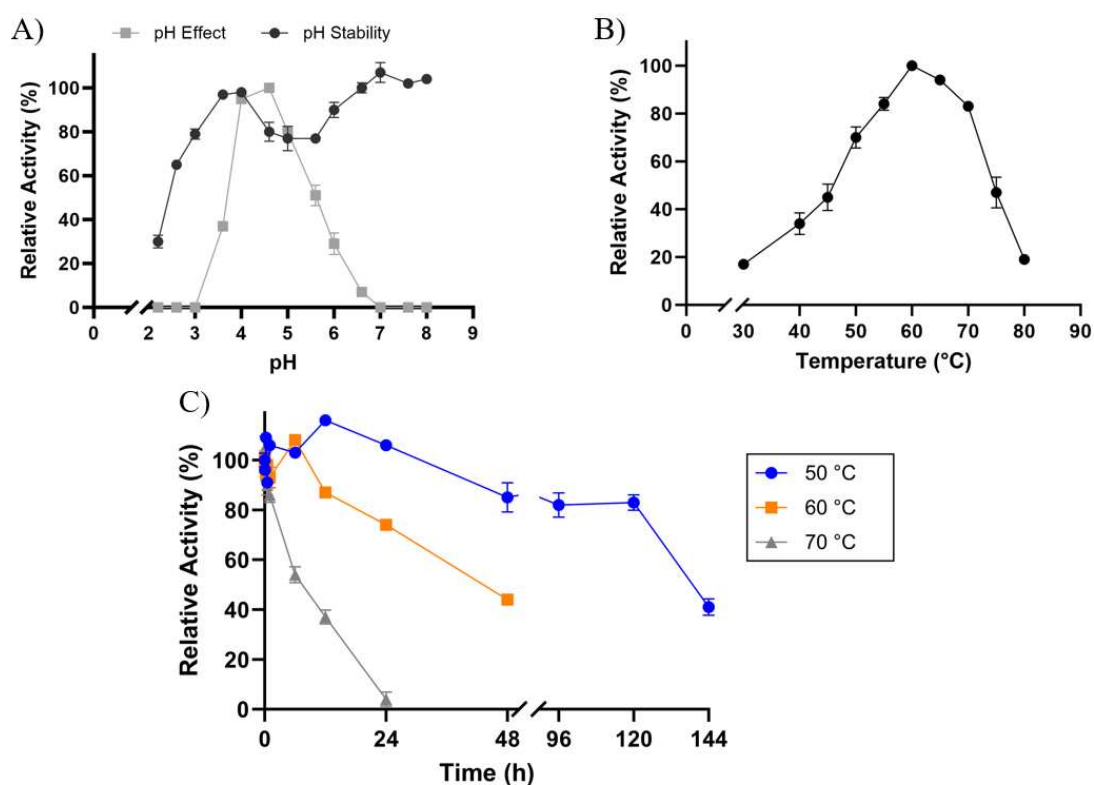 A)
pH Effect
pH Stability
Relative Activity (%)
100
80
60
40
20
0
0 2 3 4 5 6 7 8 9
pH
B)
Relative Activity (%)
100
80
60
40
20
0
0 30 40 50 60 70 80 90
Temperature (°C)
C)
Relative Activity (%)
100
80
60
40
20
0
0 24 48 96 120 144
Time (h)
50 °C
60 °C
70 °C